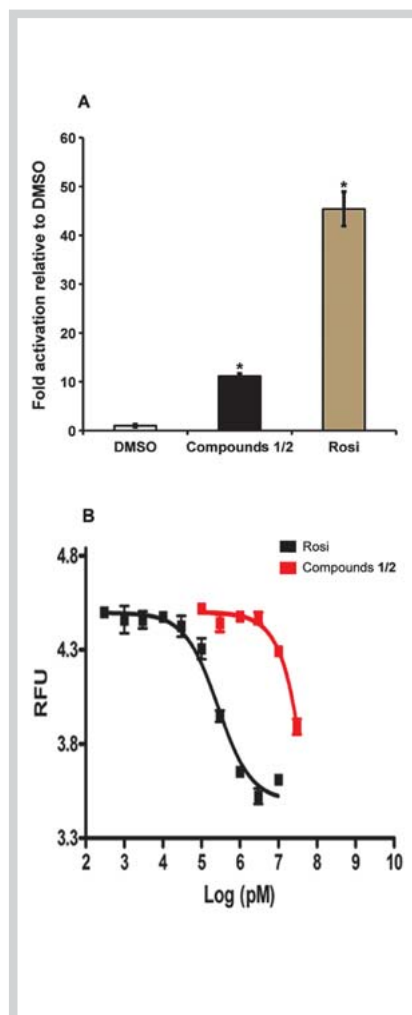 A
Fold activation relative to DMSO
60
50
40
30
20
10
0
*
*
DMSO Compounds 1/2 Rosi
B
Rosi
Compounds 1/2
RFU
4.8
4.3
3.8
3.3
2 3 4 5 6 7 8 9 10
Log (pM)